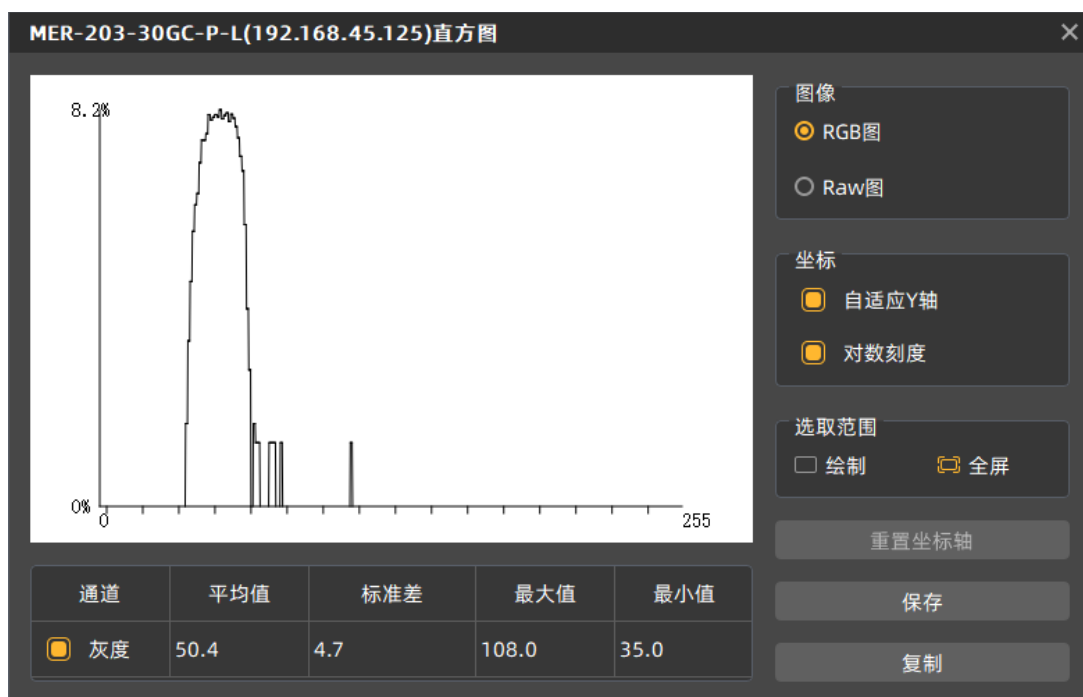 MER-203-30GC-P-L(192.168.45.125)直方图
8.2%
0%
0
255
图像
RGB图
Raw图
坐标
自适应Y轴
对数刻度
选取范围
绘制 全屏
重置坐标轴
保存
复制
通道 平均值 标准差 最大值 最小值
灰度 50.4 4.7 108.0 35.0